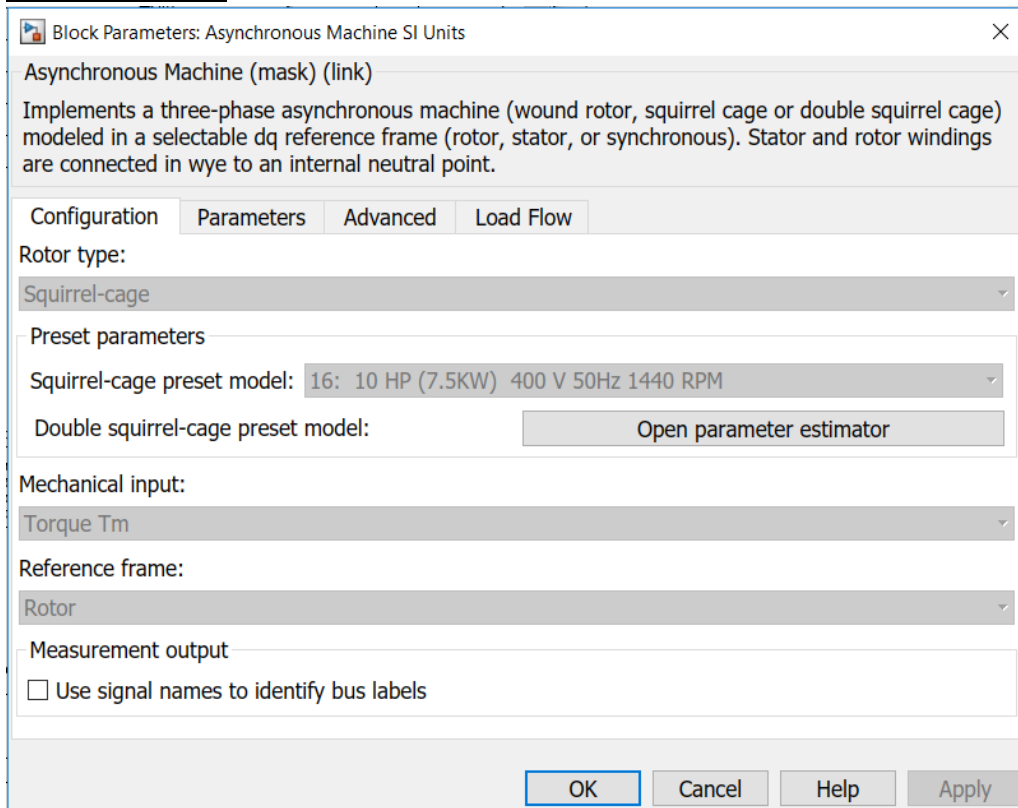 Block Parameters: Asynchronous Machine SI Units
Asynchronous Machine (mask) (link)
Implements a three-phase asynchronous machine (wound rotor, squirrel cage or double squirrel cage)
modeled in a selectable dq reference frame (rotor, stator, or synchronous). Stator and rotor windings
are connected in wye to an internal neutral point.
Configuration Parameters Advanced Load Flow
Rotor type:
Squirrel-cage
Preset parameters
Squirrel-cage preset model: 16: 10 HP (7.5KW) 400 V 50Hz 1440 RPM
Double squirrel-cage preset model: Open parameter estimator
Mechanical input:
Torque Tm
Reference frame:
Rotor
Measurement output
Use signal names to identify bus labels
OK Cancel Help Apply